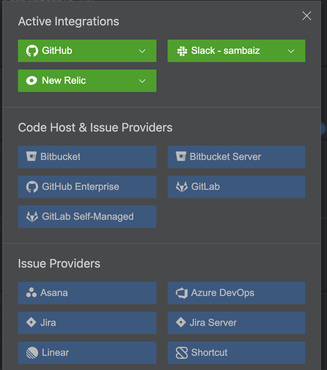 Active Integrations
GitHub
Slack - sambaiz
New Relic
Code Host & Issue Providers
Bitbucket
Bitbucket Server
GitHub Enterprise
GitLab
GitLab Self-Managed
Issue Providers
Asana
Azure DevOps
Jira
Jira Server
Linear
Shortcut